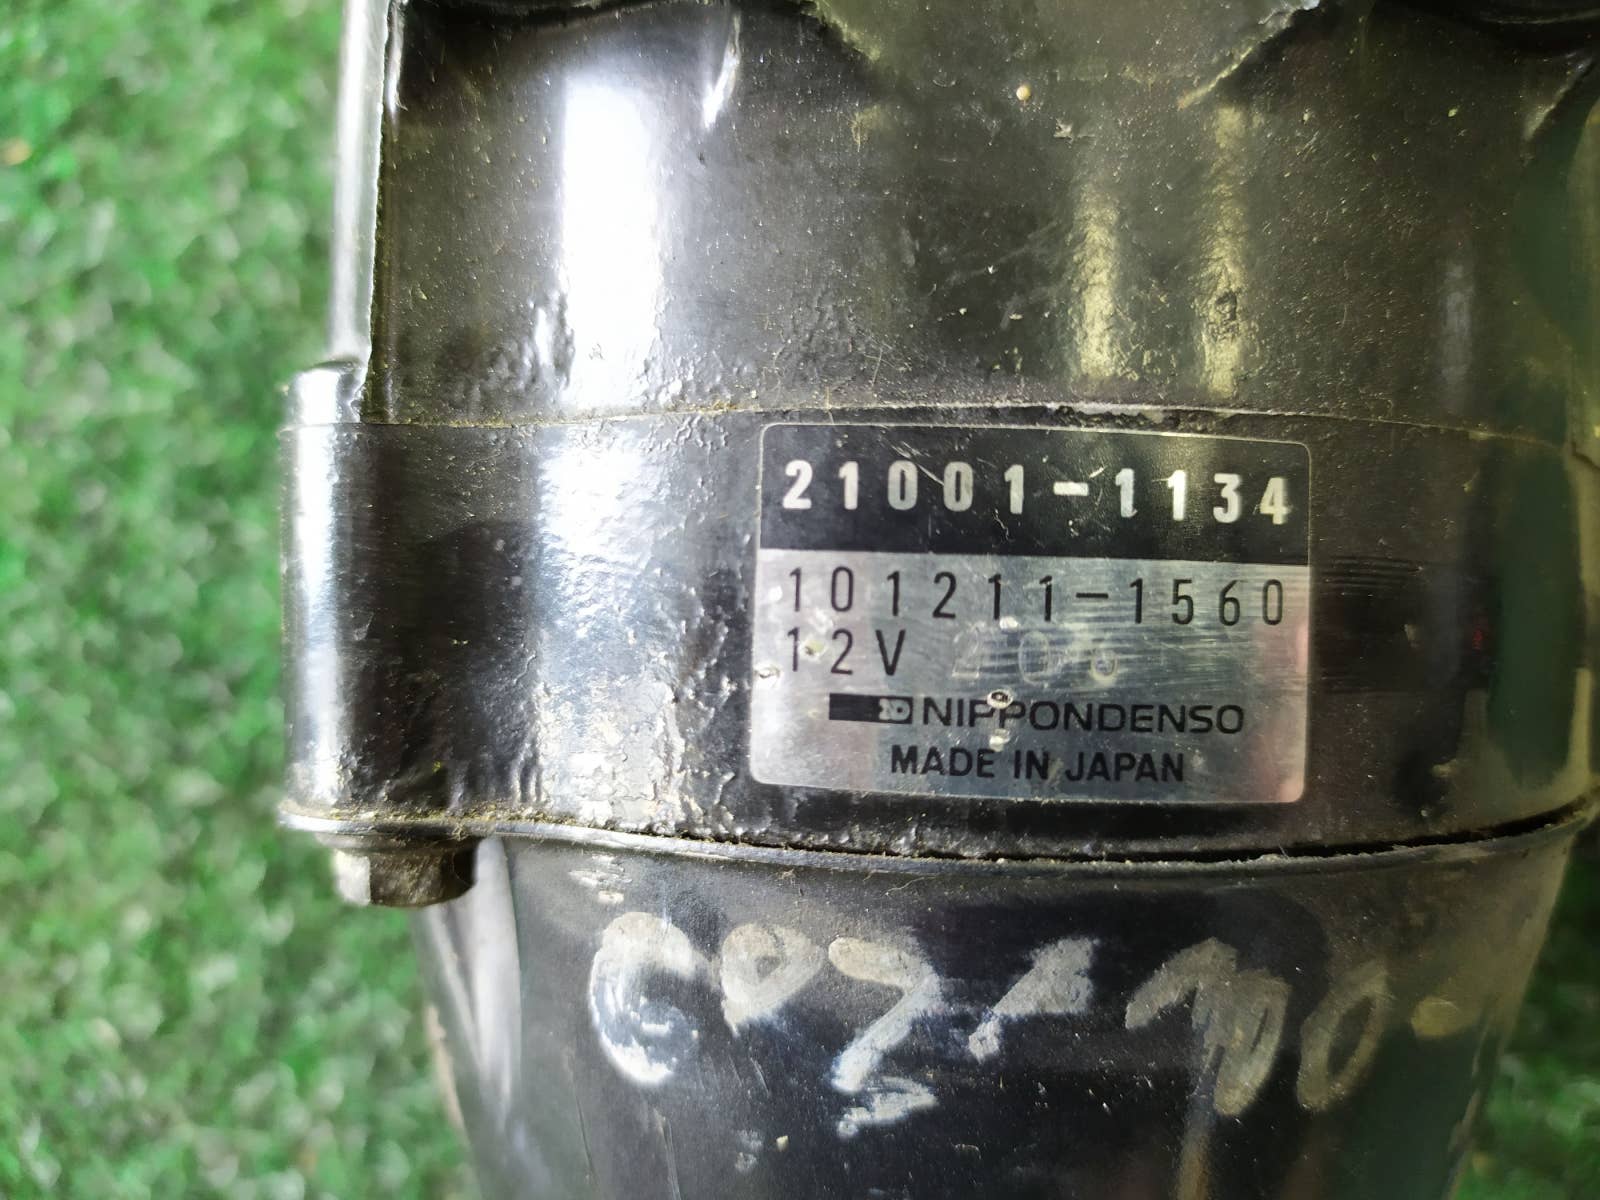 21001-1134
101211-1560
12V
NIPPONDENSO
MADE IN JAPAN